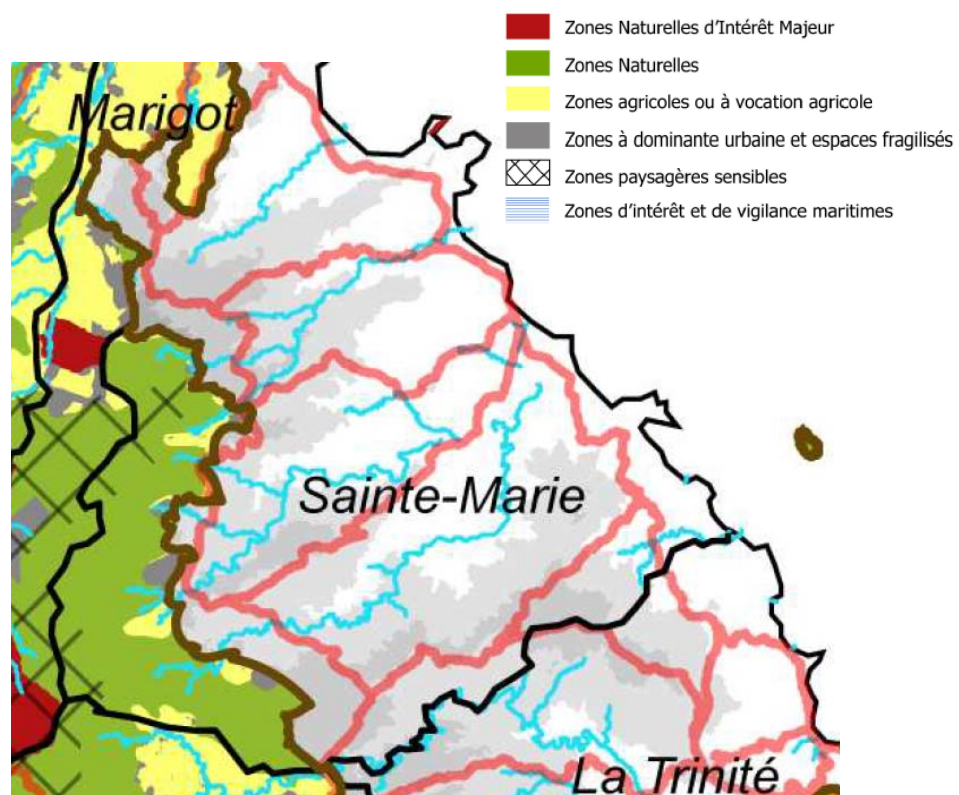 Zones Naturelles d'Intérêt Majeur
Zones Naturelles
Zones agricoles ou à vocation agricole
Zones à dominante urbaine et espaces fragilisés
Zones paysagères sensibles
Zones d'intérêt et de vigilance maritimes
Marigot
Sainte-Marie
La Trinité